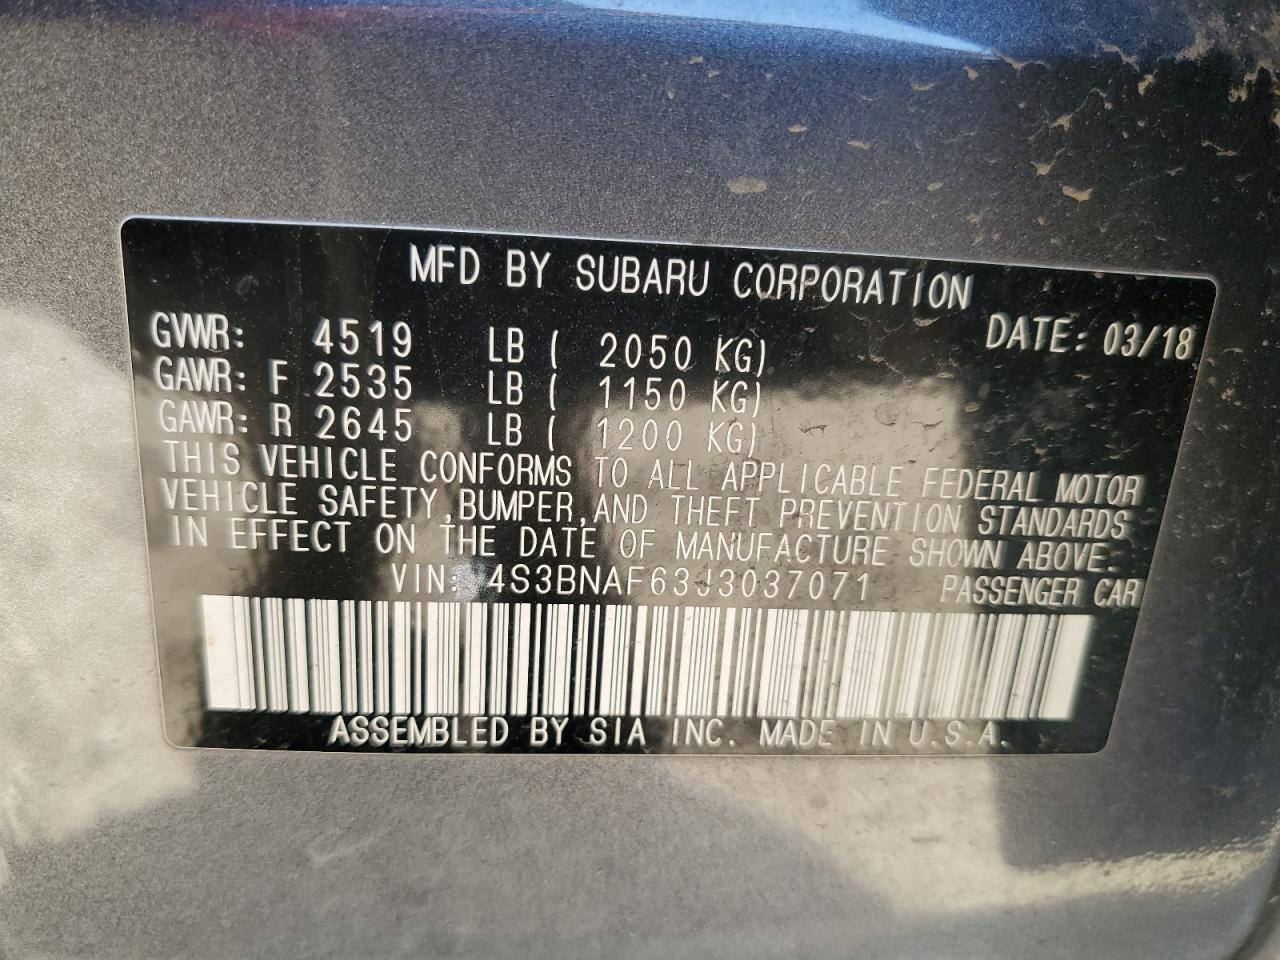 MFD BY SUBARU CORPORATION
GVWR: 4519 LB ( 2050 KG) DATE: 03/18
GAWR: F 2535 LB ( 1150 KG)
GAWR: R 2645 LB ( 1200 KG)
THIS VEHICLE CONFORMS TO ALL APPLICABLE FEDERAL MOTOR
VEHICLE SAFETY,BUMPER,AND THEFT PREVENTION STANDARDS
IN EFFECT ON THE DATE OF MANUFACTURE SHOWN ABOVE.
VIN: 4S3BNAF63J3037071 PASSENGER CAR
ASSEMBLED BY SIA INC. MADE IN U.S.A.